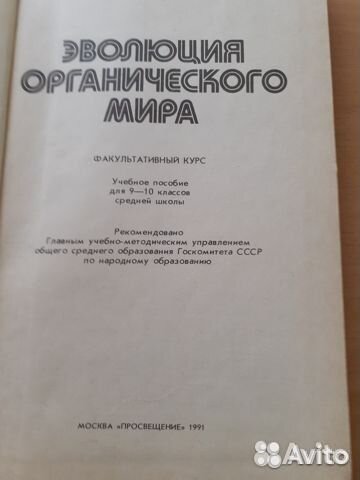 ЭВОЛЮЦИЯ
ОРГАНИЧЕСКОГО
МИРА
ФАКУЛЬТАТИВНЫЙ КУРС
Учебное пособие
для 9—10 классов
средней школы
Рекомендовано
Главным учебно-методическим управлением
общего среднего образования Госкомитета СССР
по народному образованию
МОСКВА «ПРОСВЕЩЕНИЕ» 1991
Avito